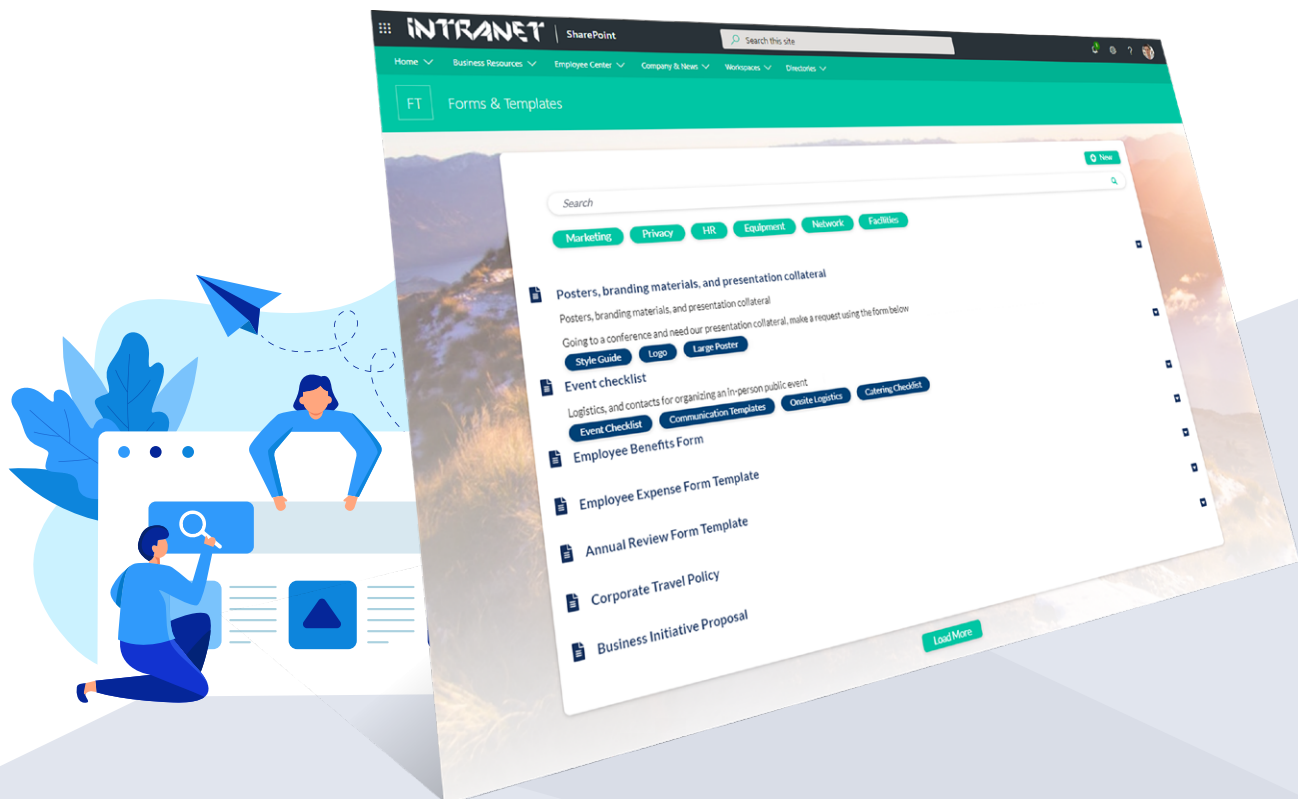 INTRANET SharePoint Search this site ?
Home Business Resources Employee Center Company & News Workspaces Directories
FT Forms & Templates
New
Search
Marketing Privacy HR Equipment Network Facilities
Posters, branding materials, and presentation collateral
Posters, branding materials, and presentation collateral
Going to a conference and need our presentation collateral, make a request using the form below
Style Guide Logo Large Poster
Event checklist
Logistics, and contacts for organizing an in-person public event
Event Checklist Communication Templates Onsite Logistics Catering Checklist
Employee Benefits Form
Employee Expense Form Template
Annual Review Form Template
Corporate Travel Policy
Business Initiative Proposal
Load More